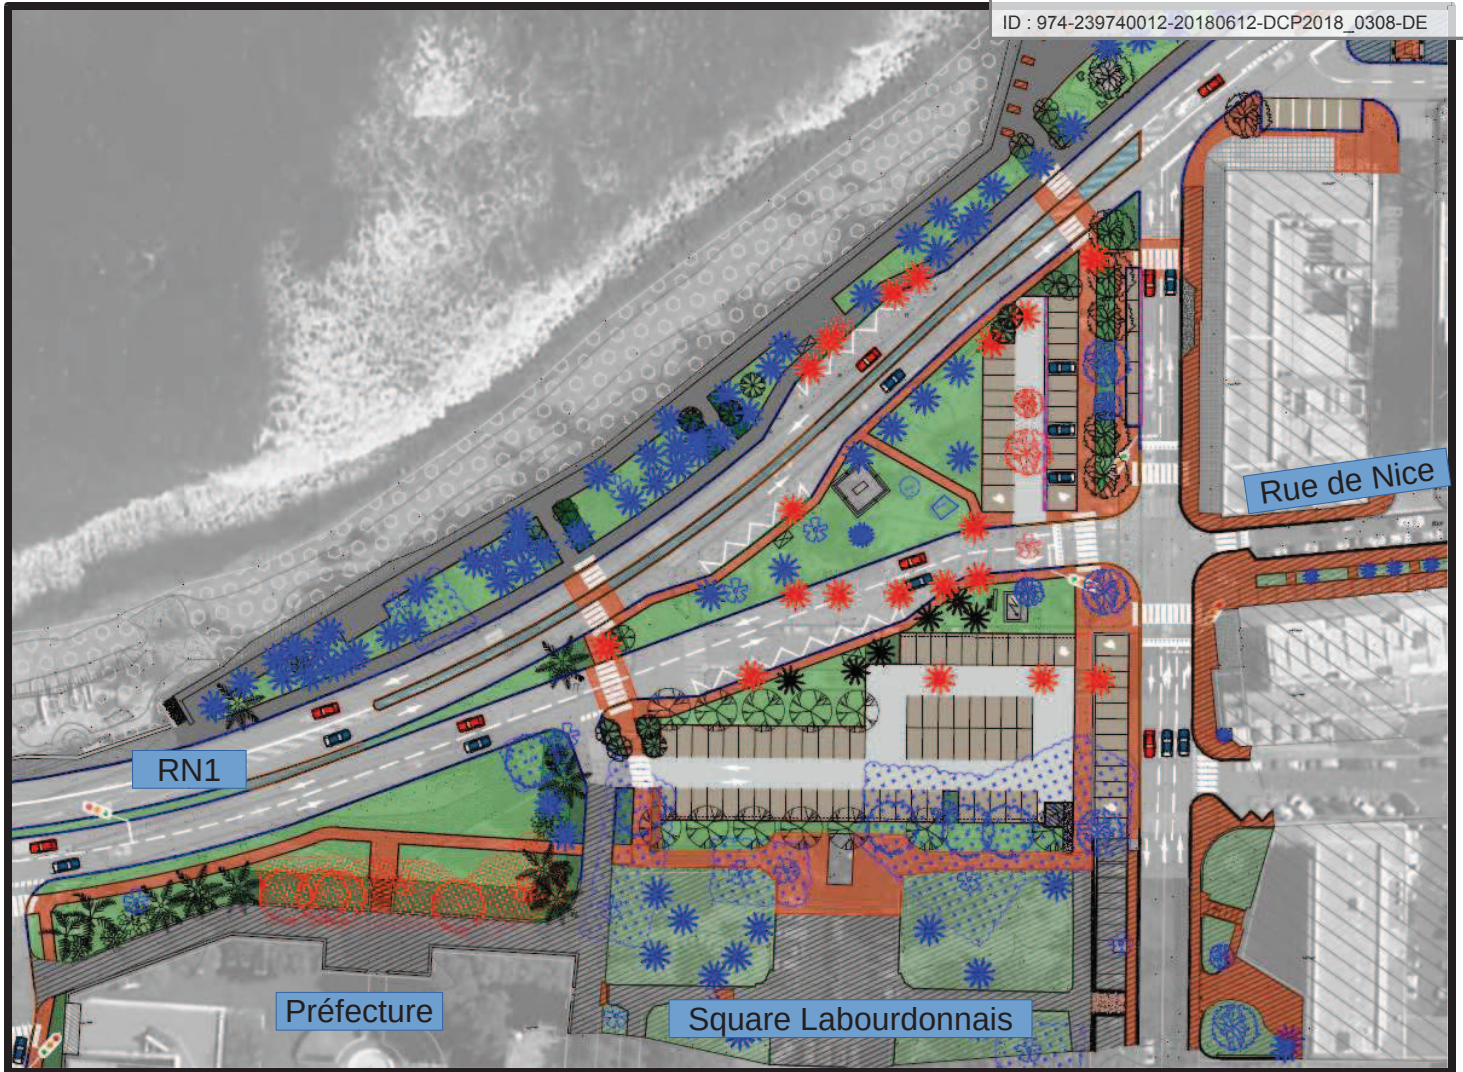 ID : 974-239740012-20180612-DCP2018_0308-DE
Rue de Nice
RN1
Préfecture
Square Labourdonnais